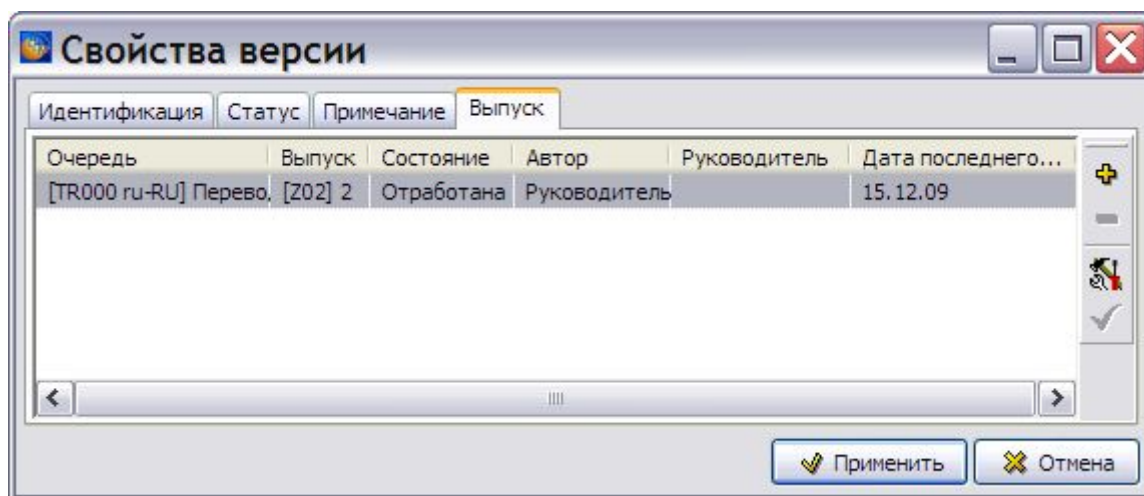 Свойства версии
Идентификация Статус Примечание Выпуск
Очередь Выпуск Состояние Автор Руководитель Дата последнего...
[TR000 ru-RU] Перево, [Z02] 2 Отработана Руководитель 15.12.09
Применить Отмена